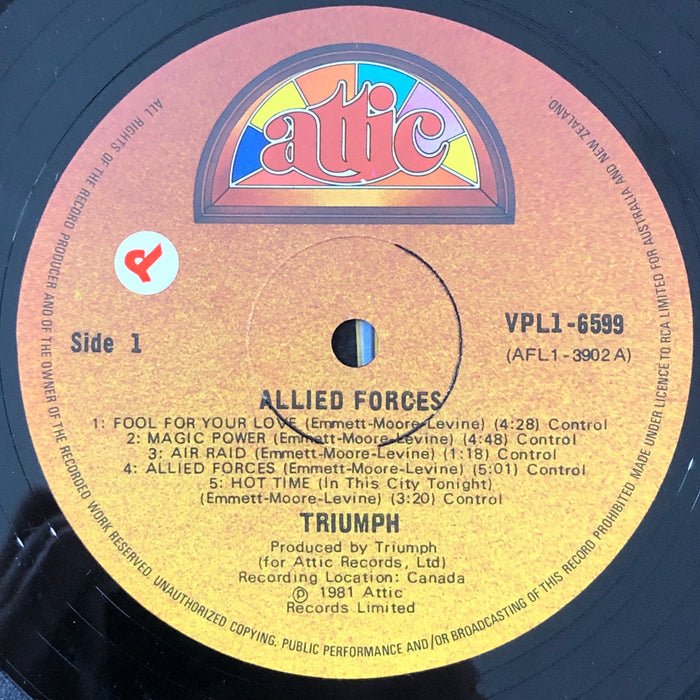 attic
ALL RIGHTS OF THE RECORD PRODUCER AND OF THE OWNER OF THE RECORDED WORK RESERVED. UNAUTHORIZED COPYING, PUBLIC PERFORMANCE AND/OR BROADCASTING OF THIS RECORD PROHIBITED MADE UNDER LICENCE TO RCA LIMITED FOR AUSTRALIA AND NEW ZEALAND.
Side 1
VPL1-6599
(AFL1-3902A)
ALLIED FORCES
1: FOOL FOR YOUR LOVE (Emmett-Moore-Levine) (4:28) Control
2: MAGIC POWER (Emmett-Moore-Levine) (4:48) Control
3: AIR RAID (Emmett-Moore-Levine) (1:18) Control
4: ALLIED FORCES (Emmett-Moore-Levine) (5:01) Control
5: HOT TIME (In This City Tonight)
(Emmett-Moore-Levine) (3:20) Control
TRIUMPH
Produced by Triumph
(for Attic Records, Ltd)
Recording Location: Canada
℗ 1981 Attic
Records Limited